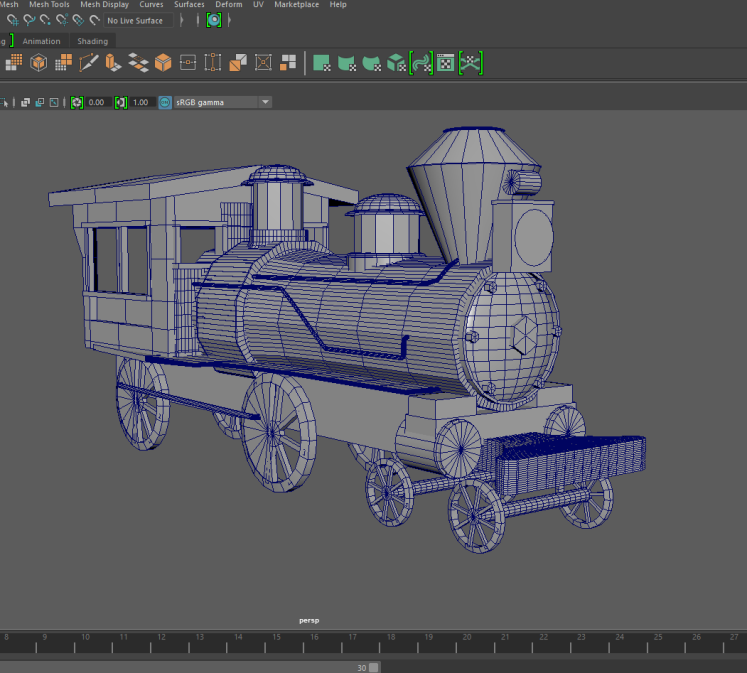 Mesh Mesh Tools Mesh Display Curves Surfaces Deform UV Marketplace Help
No Live Surface
g Animation Shading
0.00 1.00 sRGB gamma
persp
8 9 10 11 12 13 14 15 16 17 18 19 20 21 22 23 24 25 26 27
30